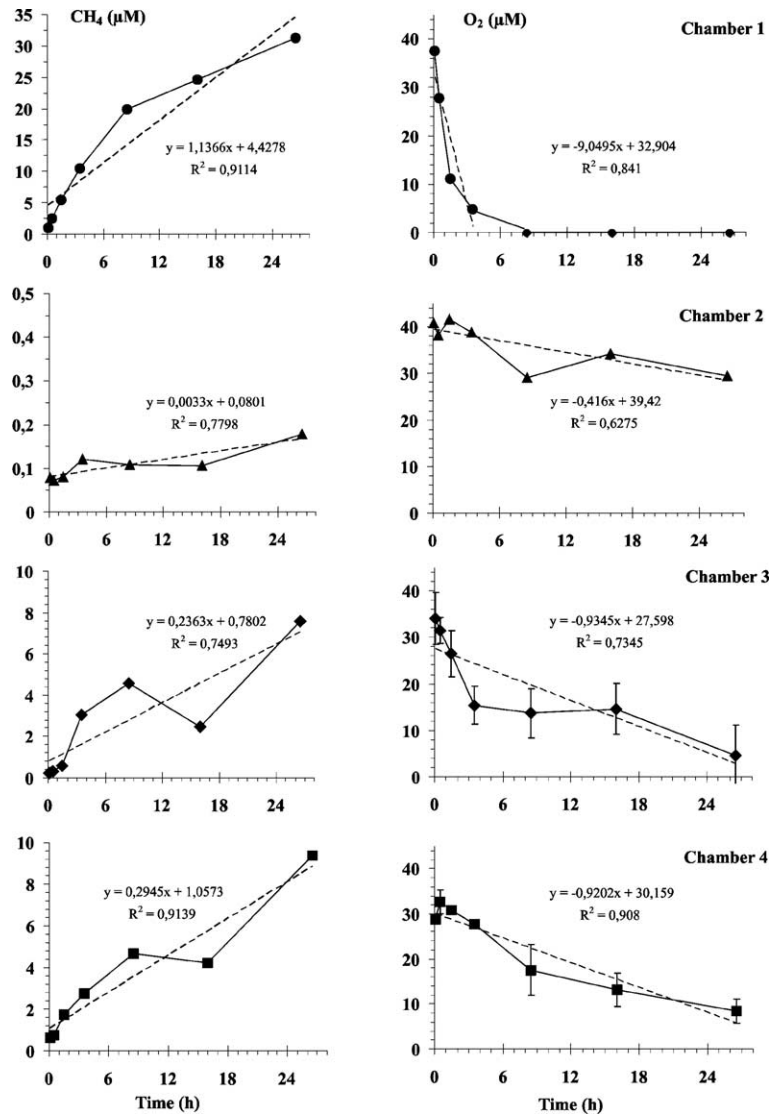 CH₄ (µM)
35
30
25
20
15
10
5
0
y = 1,1366x + 4,4278
R² = 0,9114
0 6 12 18 24
O₂ (µM)
Chamber 1
40
30
20
10
0
y = -9,0495x + 32,904
R² = 0,841
0 6 12 18 24
0,5
0,4
0,3
0,2
0,1
0
y = 0,0033x + 0,0801
R² = 0,7798
0 6 12 18 24
Chamber 2
40
30
20
10
0
y = -0,416x + 39,42
R² = 0,6275
0 6 12 18 24
8
6
4
2
0
y = 0,2363x + 0,7802
R² = 0,7493
0 6 12 18 24
Chamber 3
40
30
20
10
0
y = -0,9345x + 27,598
R² = 0,7345
0 6 12 18 24
10
8
6
4
2
0
y = 0,2945x + 1,0573
R² = 0,9139
0 6 12 18 24
Time (h)
Chamber 4
40
30
20
10
0
y = -0,9202x + 30,159
R² = 0,908
0 6 12 18 24
Time (h)